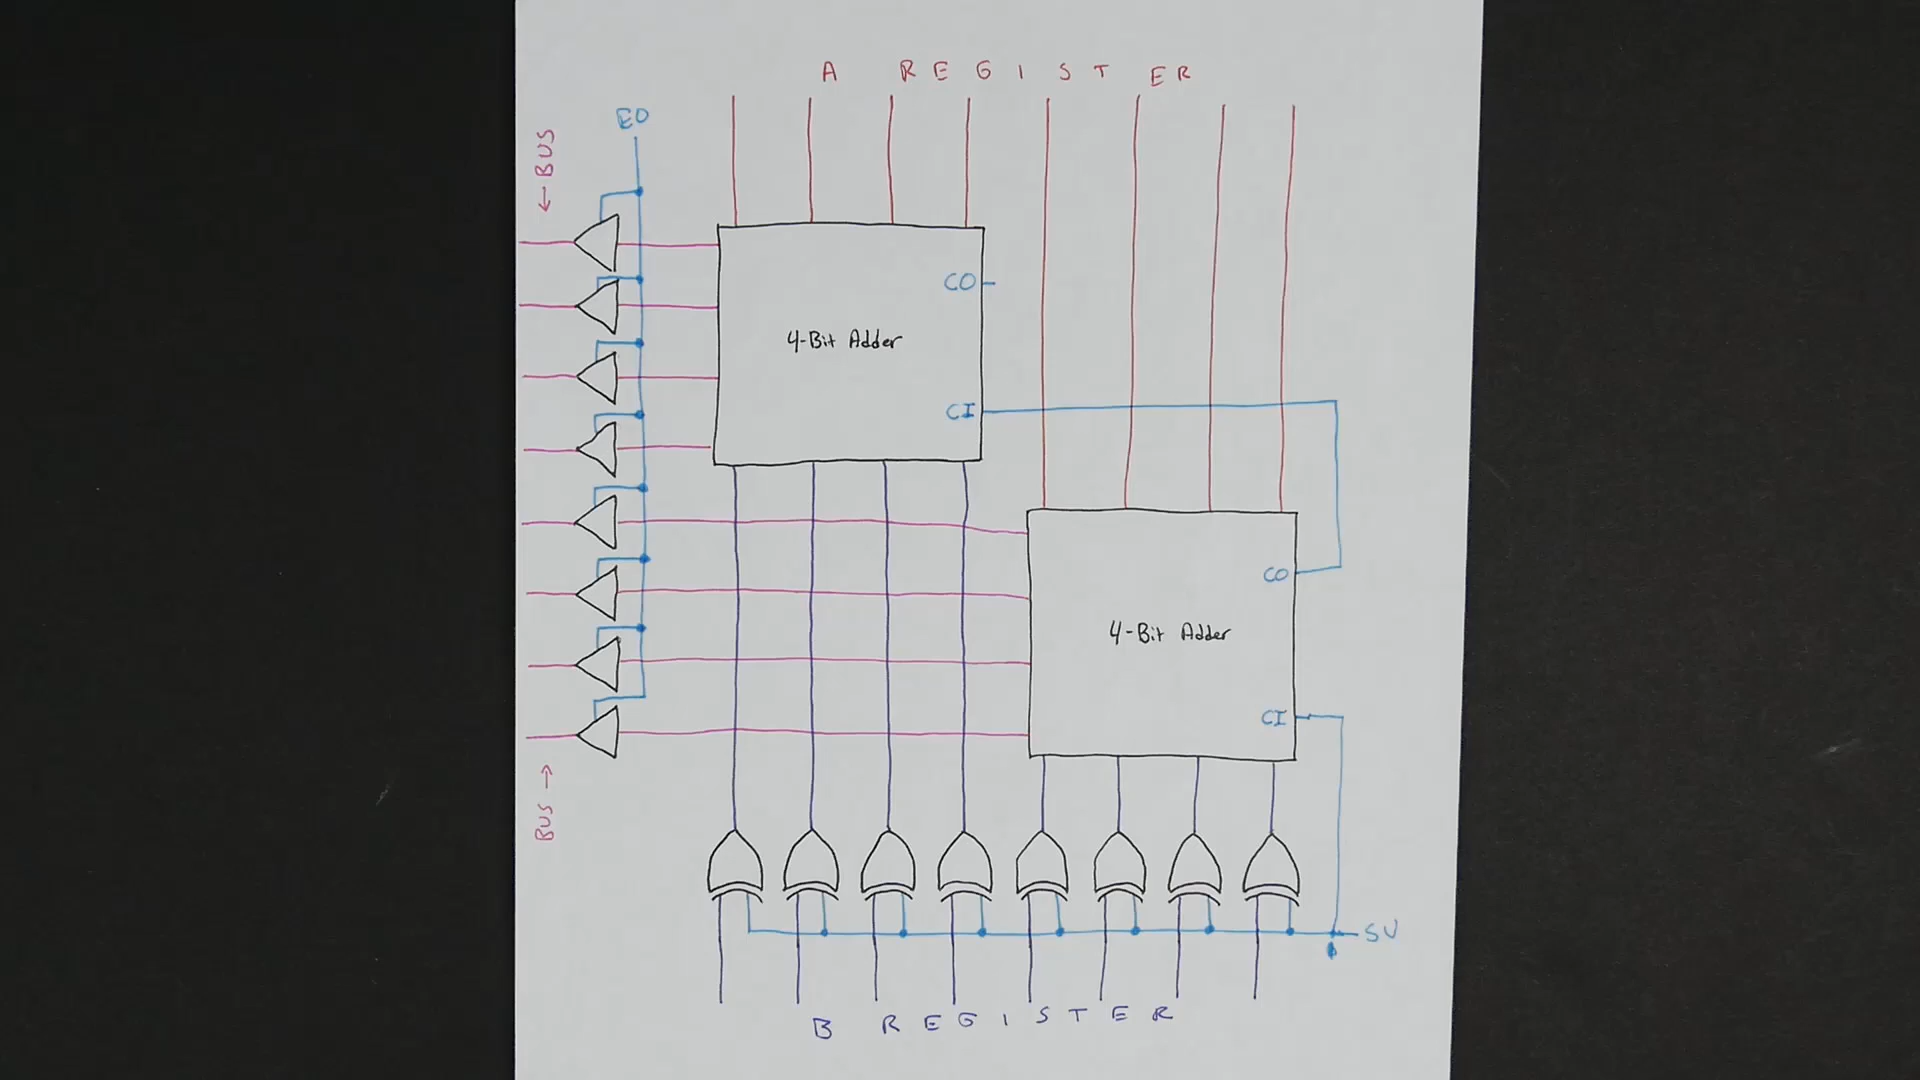 A REGISTER
EO
← BUS
CO
4-Bit Adder
CI
CO
4-Bit Adder
CI
BUS →
SU
B REGISTER